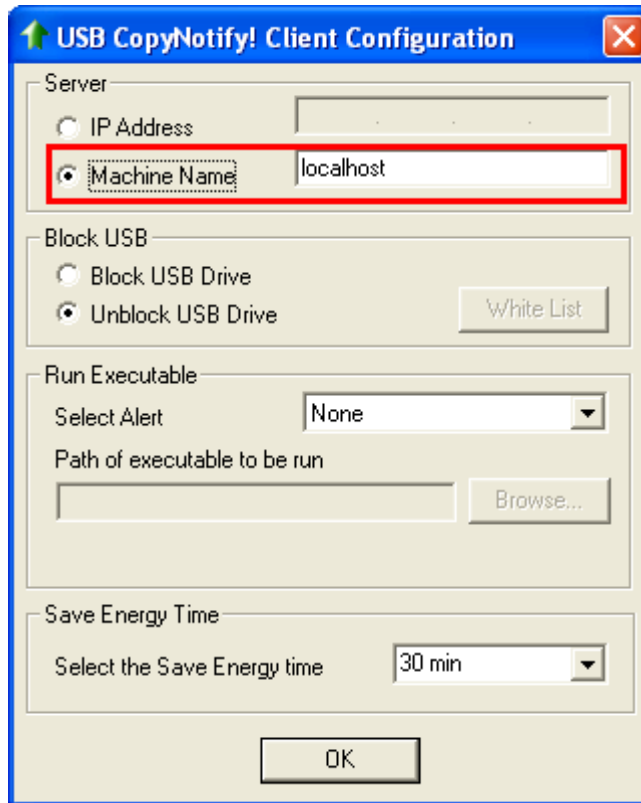 USB CopyNotify! Client Configuration
Server
IP Address
Machine Name localhost
Block USB
Block USB Drive
Unblock USB Drive White List
Run Executable
Select Alert None
Path of executable to be run
Browse...
Save Energy Time
Select the Save Energy time 30 min
OK